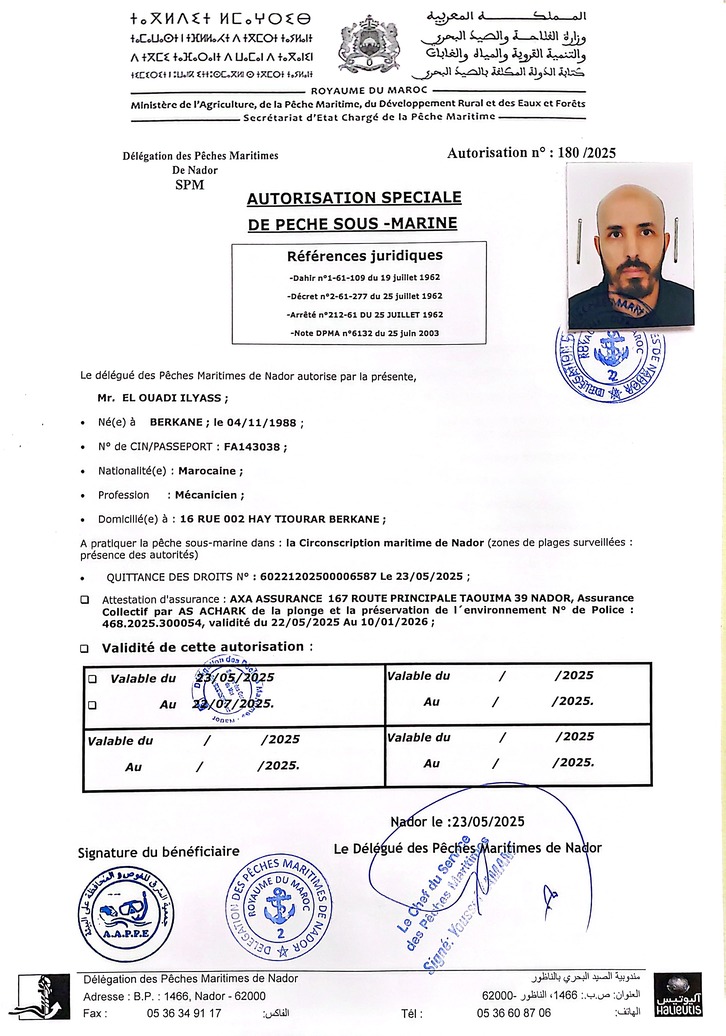 ⵜⴰⴳⵍⴷⵉⵜ ⵏ ⵍⵎⵖⵔⵉⴱ
المملكة المغربية
وزارة الفلاحة والصيد البحري
والتنمية القروية والمياه والغابات
كتابة الدولة المكلفة بالصيد البحري
ROYAUME DU MAROC
Ministère de l'Agriculture, de la Pêche Maritime, du Développement Rural et des Eaux et Forêts
Secrétariat d'Etat Chargé de la Pêche Maritime
Délégation des Pêches Maritimes
De Nador
SPM
Autorisation n° : 180 /2025
AUTORISATION SPECIALE
DE PECHE SOUS -MARINE
Références juridiques
-Dahir n°1-61-109 du 19 juillet 1962
-Décret n°2-61-277 du 25 juillet 1962
-Arrêté n°212-61 DU 25 JUILLET 1962
-Note DPMA n°6132 du 25 juin 2003
Le délégué des Pêches Maritimes de Nador autorise par la présente,
Mr. EL OUADI ILYASS ;
• Né(e) à BERKANE ; le 04/11/1988 ;
• N° de CIN/PASSEPORT : FA143038 ;
• Nationalité(e) : Marocaine ;
• Profession : Mécanicien ;
• Domicilié(e) à : 16 RUE 002 HAY TIOURAR BERKANE ;
A pratiquer la pêche sous-marine dans : la Circonscription maritime de Nador (zones de plages surveillées :
présence des autorités)
• QUITTANCE DES DROITS N° : 60221202500006587 Le 23/05/2025 ;
❑ Attestation d'assurance : AXA ASSURANCE 167 ROUTE PRINCIPALE TAOUIMA 39 NADOR, Assurance
Collectif par AS ACHARK de la plonge et la préservation de l´environnement N° de Police :
468.2025.300054, validité du 22/05/2025 Au 10/01/2026 ;
❑ Validité de cette autorisation :
❑ Valable du 23/05/2025
❑ Au 22/07/2025.
Valable du / /2025
Au / /2025.
Valable du / /2025
Au / /2025.
Valable du / /2025
Au / /2025.
Nador le :23/05/2025
Signature du bénéficiaire
Le Délégué des Pêches Maritimes de Nador
Le Chef du Service
des Pêches Maritimes
Signé: Youssef
جمعية الشرق للغوص و المحافظة على البيئة
A.A.P.P.E
DELEGATION DES PÊCHES MARITIMES DE NADOR
ROYAUME DU MAROC
2
Délégation des Pêches Maritimes de Nador
Adresse : B.P. : 1466, Nador - 62000
Fax : 05 36 34 91 17 الفاكس:
مندوبية الصيد البحري بالناظور
العنوان: ص.ب.: 1466، الناظور -62000
Tél : 05 36 60 87 06 الهاتف:
أليوتيس
HALIEUTIS